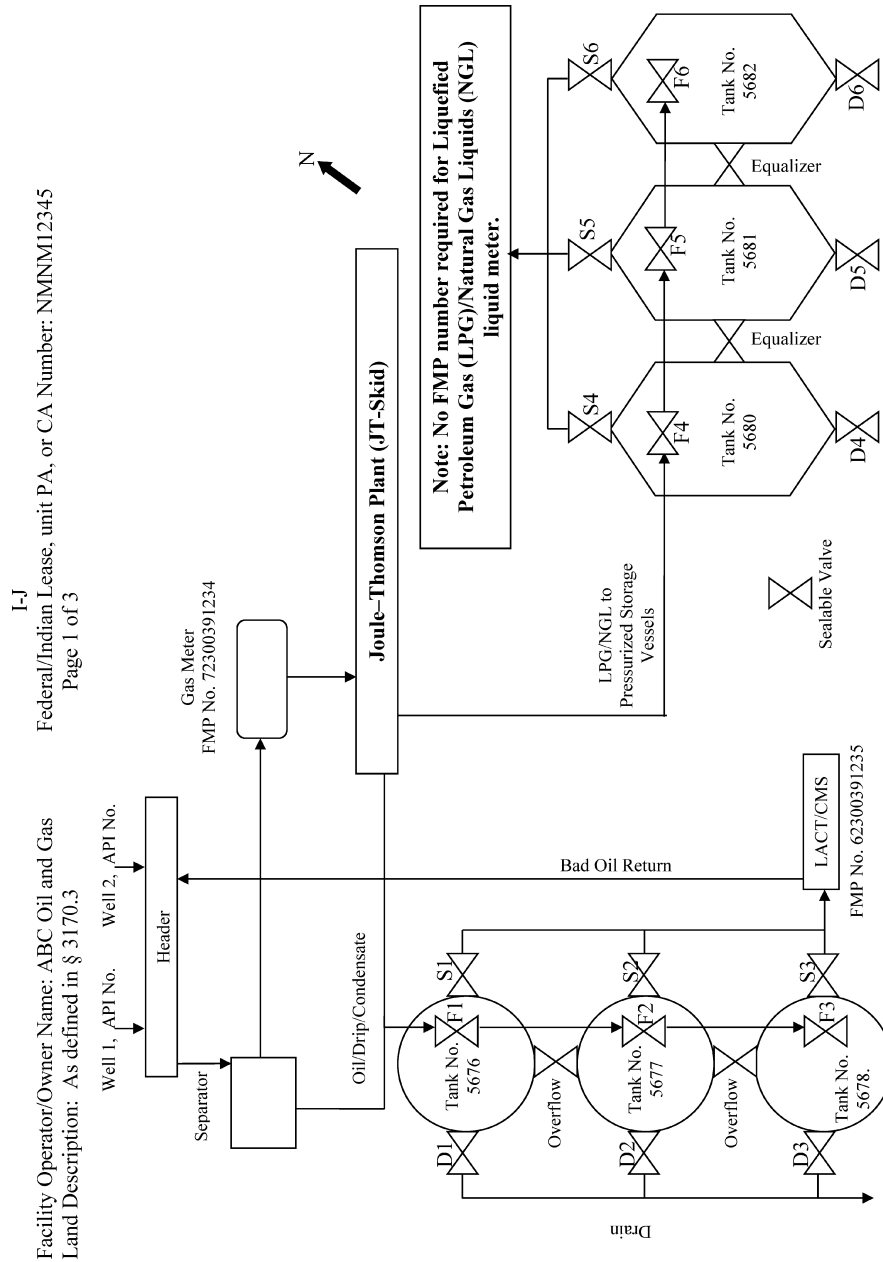 I-J
Facility Operator/Owner Name: ABC Oil and Gas
Land Description: As defined in § 3170.3
Federal/Indian Lease, unit PA, or CA Number: NMNM12345
Page 1 of 3
Well 1, API No.
Well 2, API No.
Header
Separator
Gas Meter
FMP No. 72300391234
N
Joule–Thomson Plant (JT-Skid)
Oil/Drip/Condensate
Bad Oil Return
LPG/NGL to
Pressurized Storage
Vessels
Note: No FMP number required for Liquefied
Petroleum Gas (LPG)/Natural Gas Liquids (NGL)
liquid meter.
D1
Tank No.
5676
F1
S1
Overflow
D2
Tank No.
5677
F2
S2
Overflow
D3
Tank No.
5678.
F3
S3
Drain
LACT/CMS
FMP No. 62300391235
S4
F4
Tank No.
5680
D4
Equalizer
S5
F5
Tank No.
5681
D5
Equalizer
S6
F6
Tank No.
5682
D6
Sealable Valve